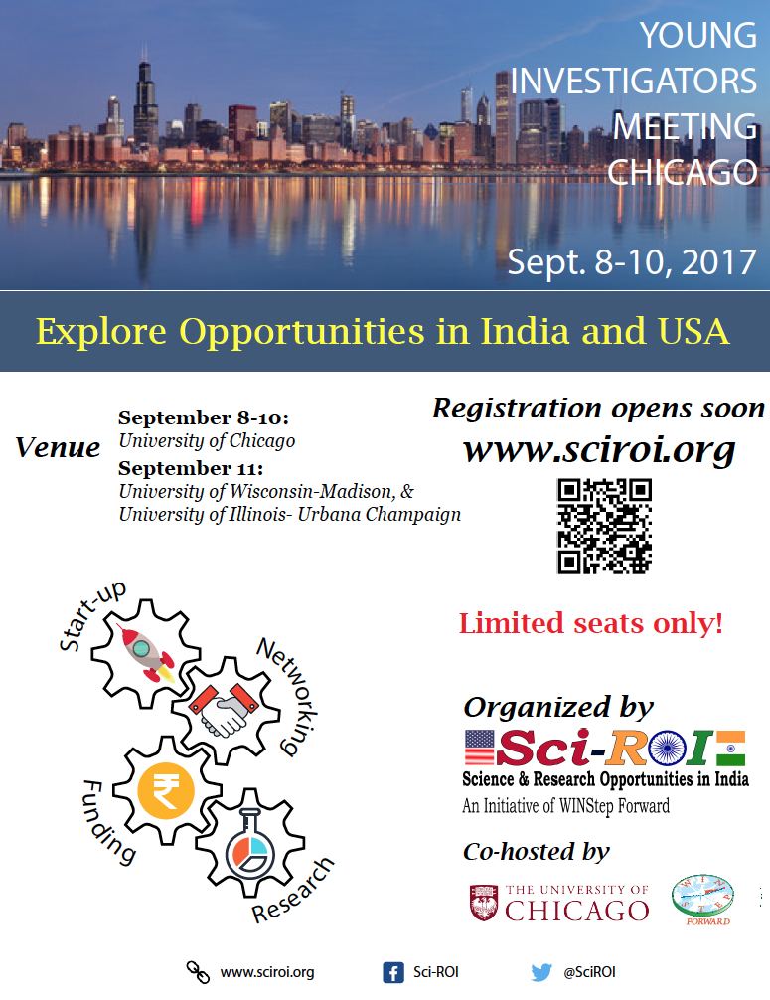 YOUNG
INVESTIGATORS
MEETING
CHICAGO
Sept. 8-10, 2017
Explore Opportunities in India and USA
Venue
September 8-10:
University of Chicago
September 11:
University of Wisconsin-Madison, &
University of Illinois- Urbana Champaign
Registration opens soon
www.sciroi.org
Limited seats only!
Start-up
Networking
Funding
₹
Research
Organized by
Sci-ROI
Science & Research Opportunities in India
An Initiative of WINStep Forward
Co-hosted by
THE UNIVERSITY OF
CHICAGO
WIN
STEP
FORWARD
www.sciroi.org
Sci-ROI
@SciROI